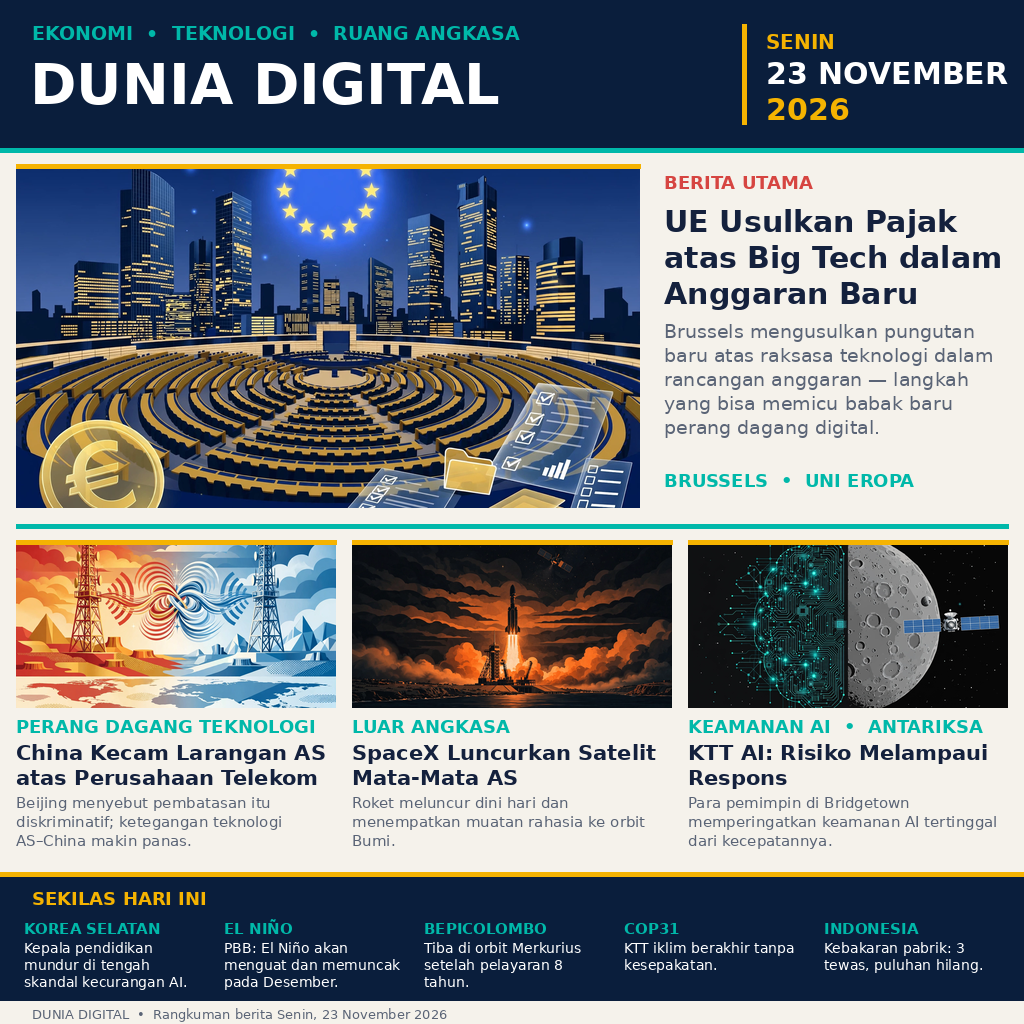 EKONOMI • TEKNOLOGI • RUANG ANGKASA
DUNIA DIGITAL
SENIN
23 NOVEMBER
2026
BERITA UTAMA
UE Usulkan Pajak
atas Big Tech dalam
Anggaran Baru
Brussels mengusulkan pungutan
baru atas raksasa teknologi dalam
rancangan anggaran — langkah
yang bisa memicu babak baru
perang dagang digital.
BRUSSELS • UNI EROPA
PERANG DAGANG TEKNOLOGI
China Kecam Larangan AS
atas Perusahaan Telekom
Beijing menyebut pembatasan itu
diskriminatif; ketegangan teknologi
AS–China makin panas.
LUAR ANGKASA
SpaceX Luncurkan Satelit
Mata-Mata AS
Roket meluncur dini hari dan
menempatkan muatan rahasia ke orbit
Bumi.
KEAMANAN AI • ANTARIKSA
KTT AI: Risiko Melampaui
Respons
Para pemimpin di Bridgetown
memperingatkan keamanan AI tertinggal
dari kecepatannya.
SEKILAS HARI INI
KOREA SELATAN
Kepala pendidikan
mundur di tengah
skandal kecurangan AI.
EL NIÑO
PBB: El Niño akan
menguat dan memuncak
pada Desember.
BEPICOLOMBO
Tiba di orbit Merkurius
setelah pelayaran 8
tahun.
COP31
KTT iklim berakhir tanpa
kesepakatan.
INDONESIA
Kebakaran pabrik: 3
tewas, puluhan hilang.
DUNIA DIGITAL • Rangkuman berita Senin, 23 November 2026